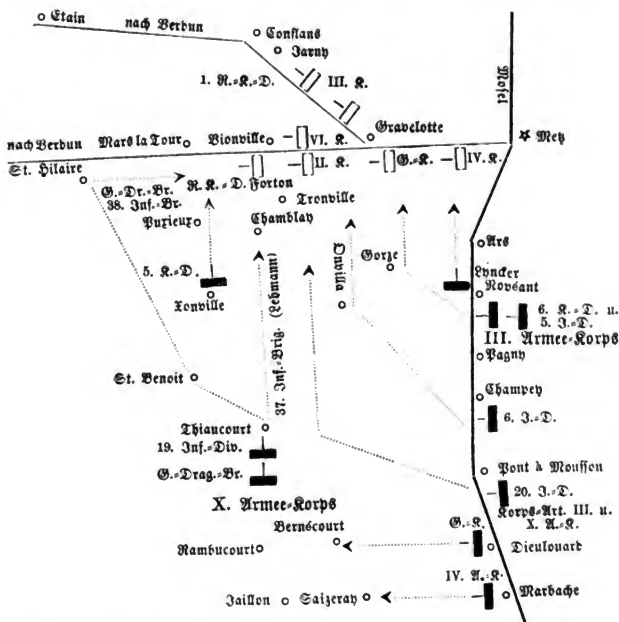 Etain
nach Verdun
Conflans
Jarny
1. R.=K.=D.
III. K.
Mosel
Gravelotte
nach Verdun
Mars la Tour
Vionville
VI. K.
Metz
St. Hilaire
II. K.
G.=K.
IV. K.
G.=Dr.=Br.
R. K.=D. Forton
38. Inf.=Br.
Tronville
Puxieux
Chamblay
Ars
5. K.=D.
Onvilla
Gorze
Lyncker
Novéant
Xonville
37. Inf.=Brig. (Lehmann)
6. K.=D. u.
5. I.=D.
III. Armee=Korps
Pagny
St. Benoit
Champey
6. I.=D.
Thiaucourt
19. Inf.=Div.
G.=Drag.=Br.
Pont à Mousson
20. I.=D.
X. Armee=Korps
Korps=Art. III. u.
X. A.=K.
Bernécourt
G.=K.
Rambucourt
Dieulouard
IV. A.=K.
Jaillon
Saizeray
Marbache